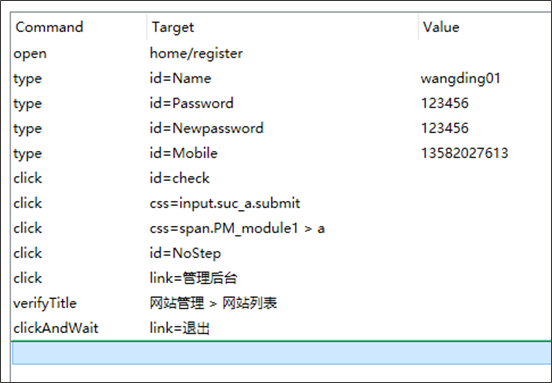 Command Target Value
open home/register
type id=Name wangding01
type id=Password 123456
type id=Newpassword 123456
type id=Mobile 13582027613
click id=check
click css=input.suc_a.submit
click css=span.PM_module1 > a
click id=NoStep
click link=管理后台
verifyTitle 网站管理 > 网站列表
clickAndWait link=退出